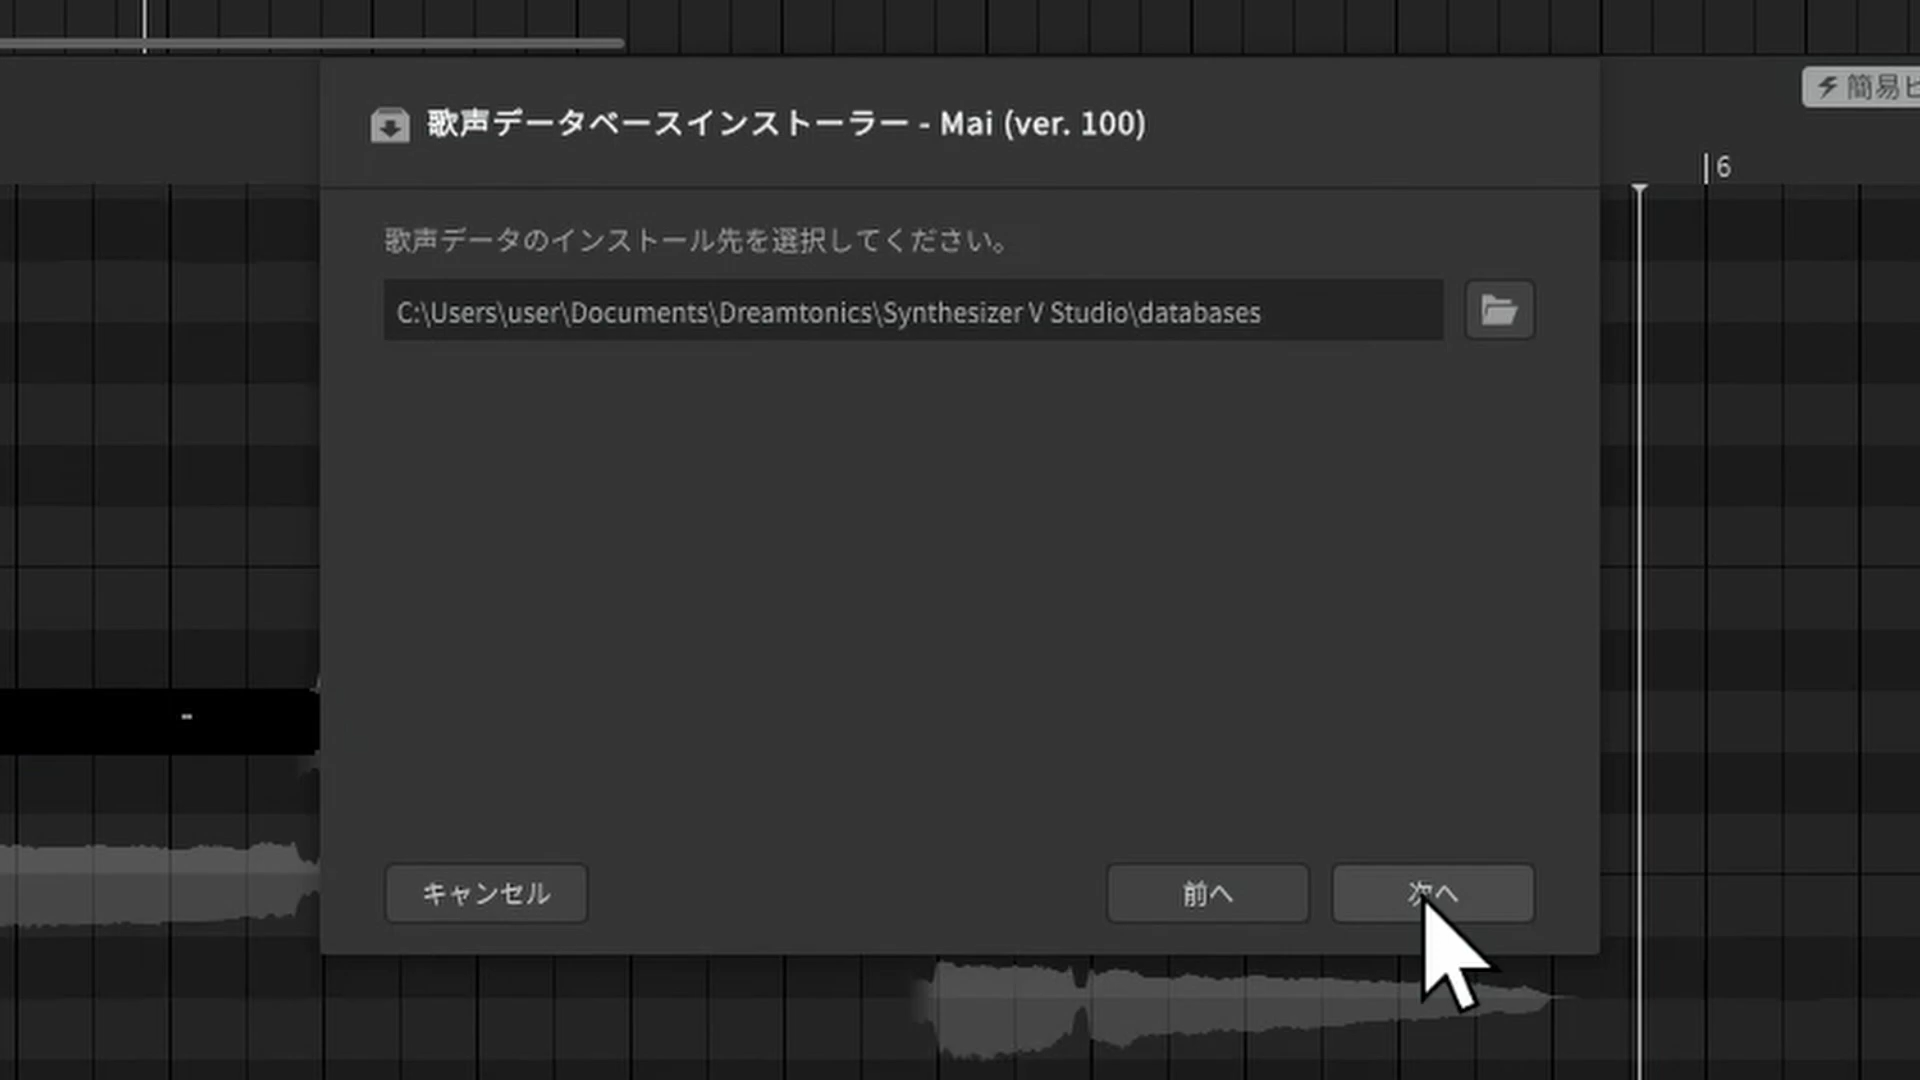 簡易ピ
歌声データベースインストーラー - Mai (ver. 100)
6
歌声データのインストール先を選択してください。
C:\Users\user\Documents\Dreamtonics\Synthesizer V Studio\databases
-
キャンセル
前へ
次へ